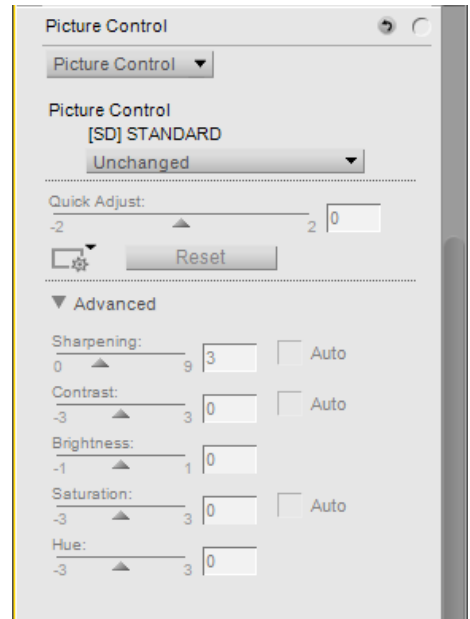 Picture Control
Picture Control
Picture Control
[SD] STANDARD
Unchanged
Quick Adjust:
-2 2 0
Reset
Advanced
Sharpening:
0 9 3 Auto
Contrast:
-3 3 0 Auto
Brightness:
-1 1 0
Saturation:
-3 3 0 Auto
Hue:
-3 3 0